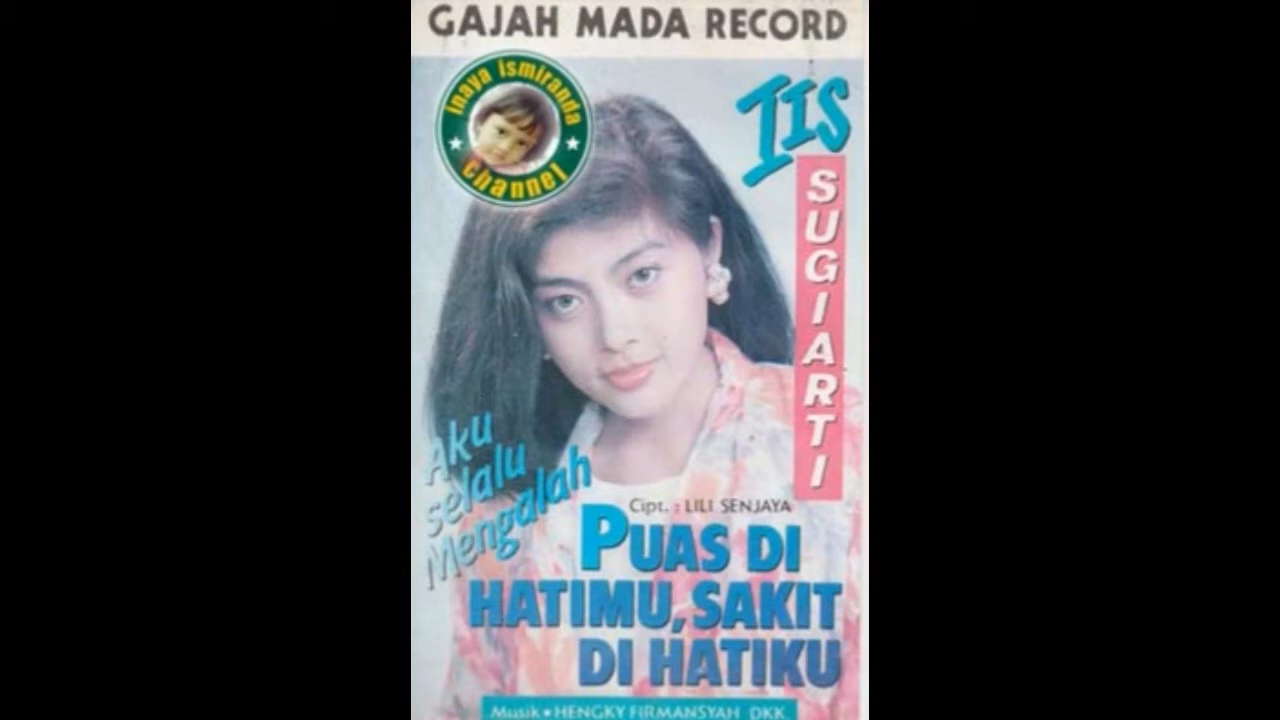 GAJAH MADA RECORD
inaya ismiranda
channel
IIS
SUGIARTI
Aku
selalu
Mengalah
Cipt. : LILI SENJAYA
PUAS DI
HATIMU, SAKIT
DI HATIKU
Musik • HENGKY FIRMANSYAH DKK.